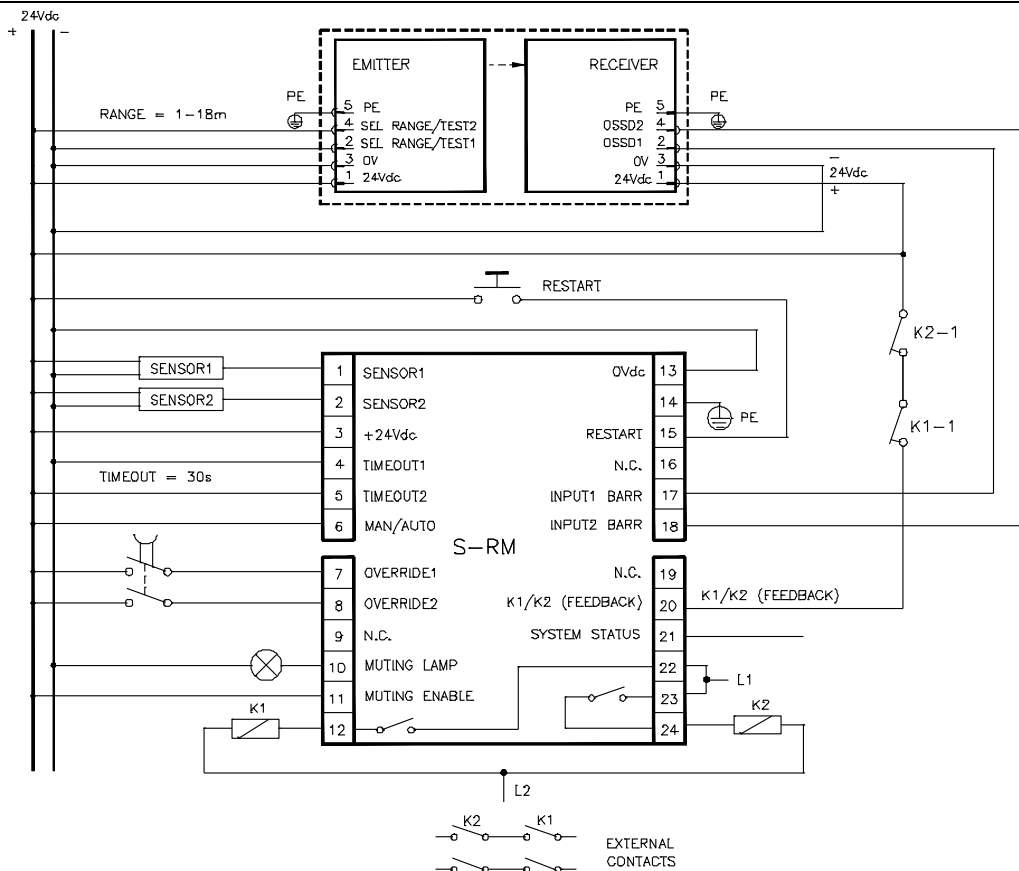 24Vdc
+ -
EMITTER
RECEIVER
RANGE = 1-18m
PE
5 PE
4 SEL RANGE/TEST2
2 SEL RANGE/TEST1
3 0V
1 24Vdc
PE 5
OSSD2 4
OSSD1 2
0V 3
24Vdc 1
PE
-
24Vdc
+
RESTART
K2-1
K1-1
SENSOR1
SENSOR2
TIMEOUT = 30s
1 SENSOR1
2 SENSOR2
3 +24Vdc
4 TIMEOUT1
5 TIMEOUT2
6 MAN/AUTO
0Vdc 13
14
PE
RESTART 15
N.C. 16
INPUT1 BARR 17
INPUT2 BARR 18
S-RM
7 OVERRIDE1
8 OVERRIDE2
9 N.C.
10 MUTING LAMP
11 MUTING ENABLE
12
N.C. 19
K1/K2 (FEEDBACK) 20
K1/K2 (FEEDBACK)
SYSTEM STATUS 21
22
23
24
L1
K1
K2
L2
K2 K1
EXTERNAL
CONTACTS